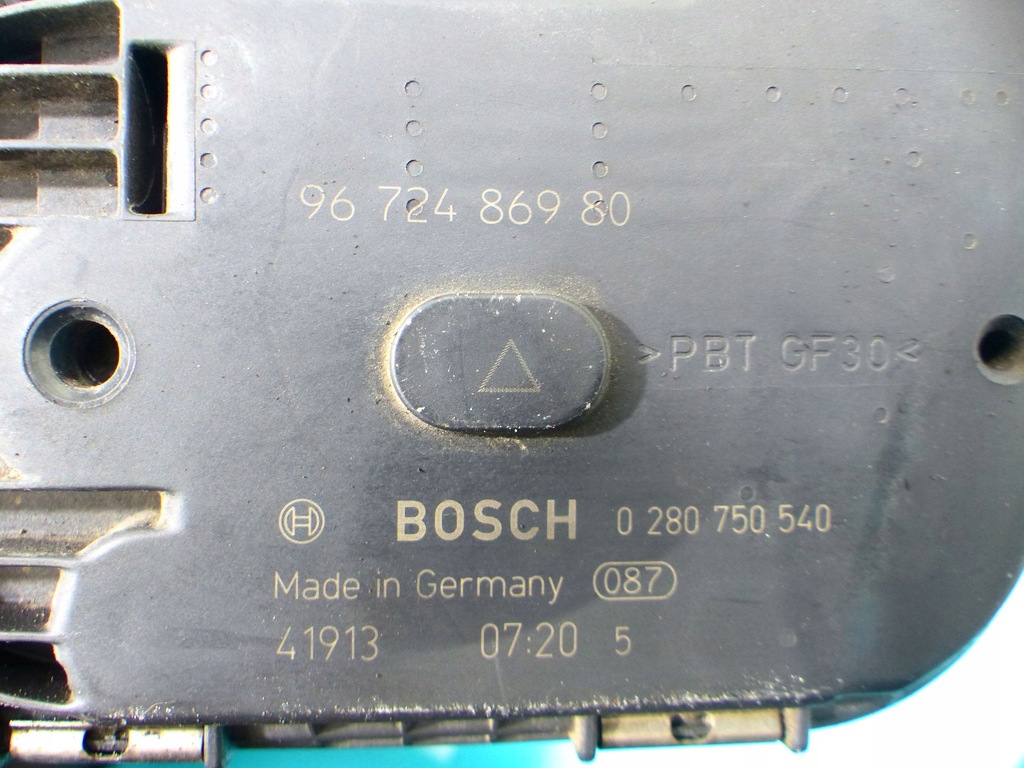 96 724 869 80
>PBT GF30<
BOSCH 0 280 750 540
Made in Germany 087
41913 07:20 5